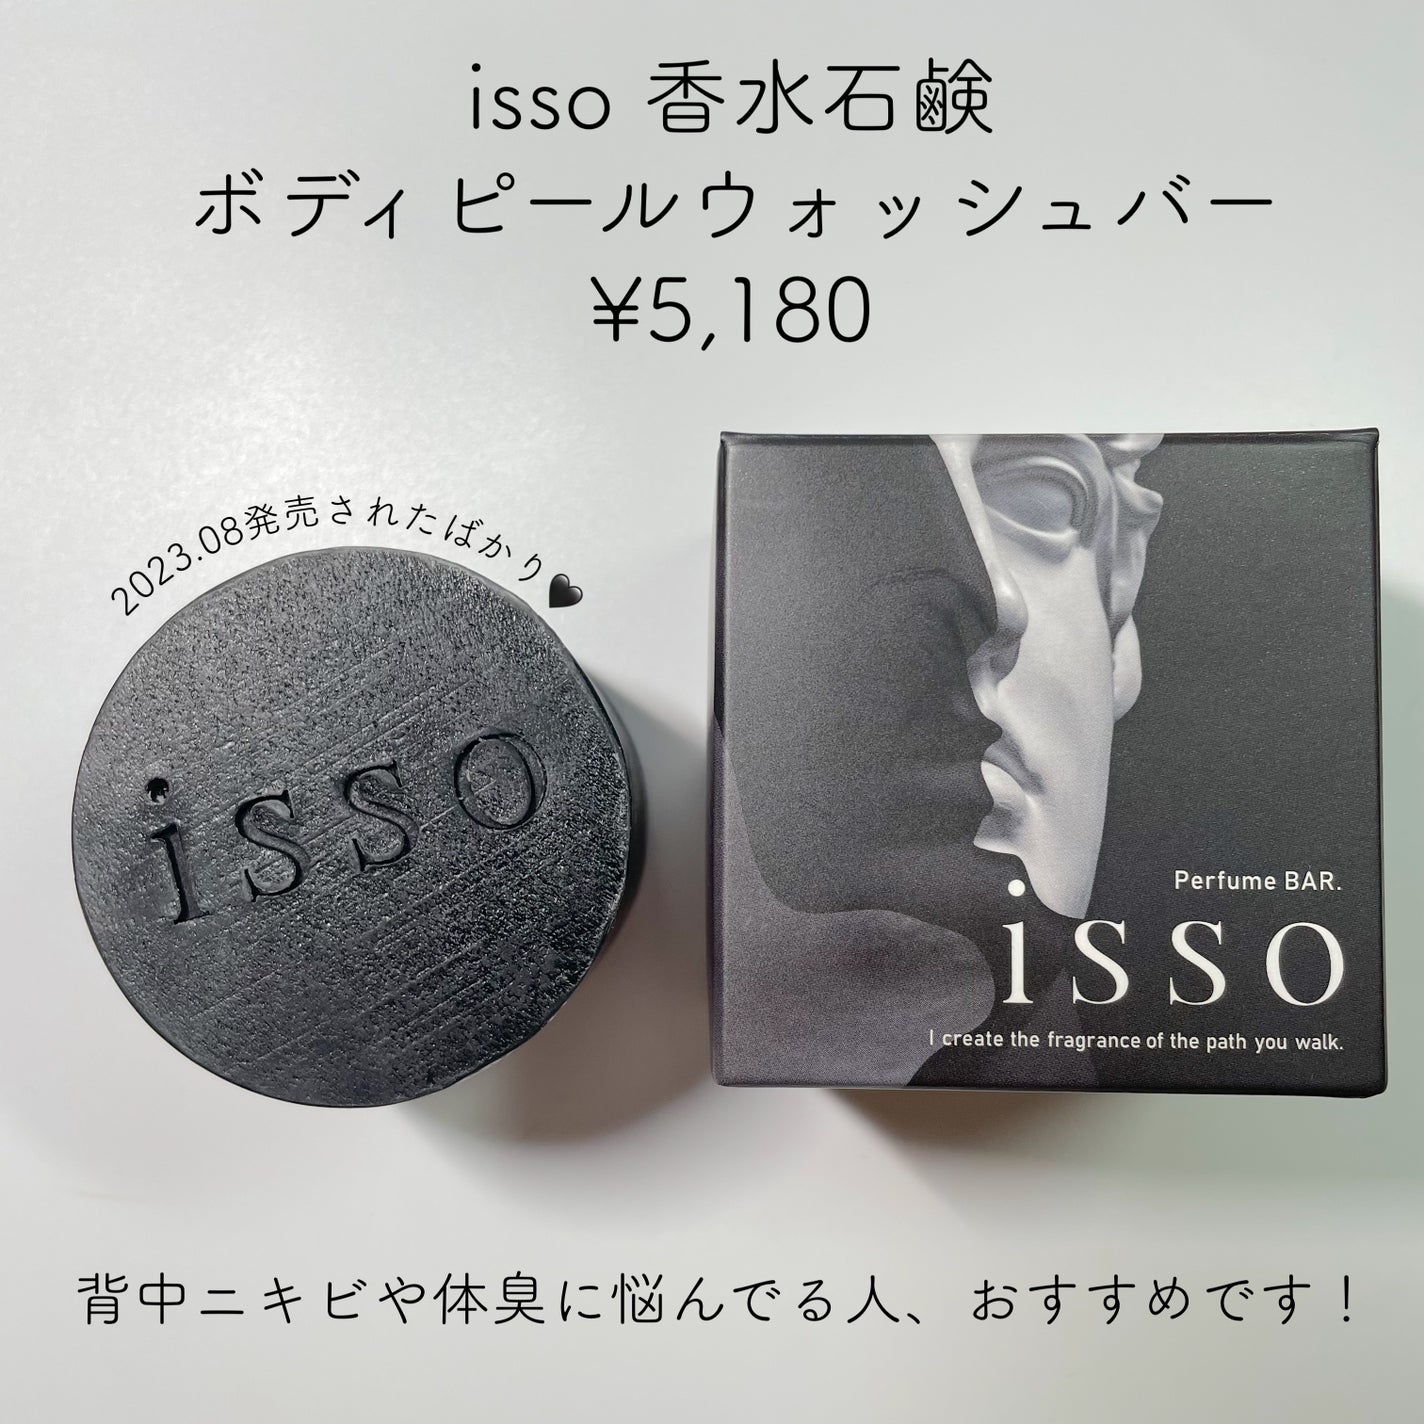 isso 香水石鹸
ボディピールウォッシュバー
¥5,180
2023.08発売されたばかり🖤
isso
Perfume BAR.
isso
I create the fragrance of the path you walk.
背中ニキビや体臭に悩んでる人、おすすめです！